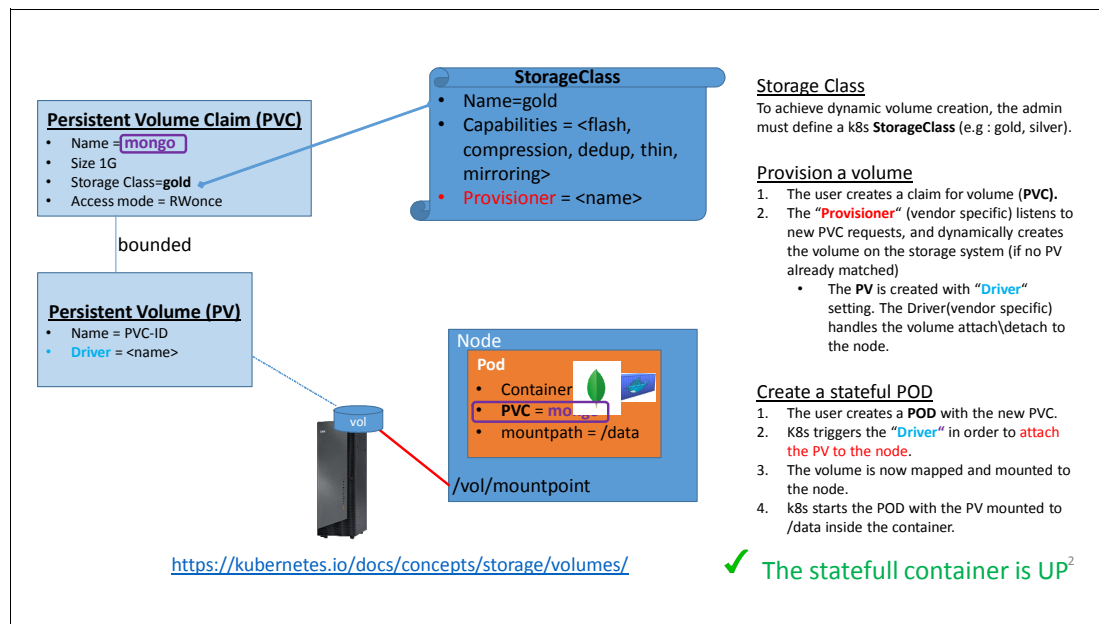 Persistent Volume Claim (PVC)
• Name = mongo
• Size 1G
• Storage Class=gold
• Access mode = RWonce
bounded
Persistent Volume (PV)
• Name = PVC-ID
• Driver = <name>
StorageClass
• Name=gold
• Capabilities = <flash,
compression, dedup, thin,
mirroring>
• Provisioner = <name>
vol
Node
Pod
• Container
• PVC = mongo
• mountpath = /data
/vol/mountpoint
https://kubernetes.io/docs/concepts/storage/volumes/
Storage Class
To achieve dynamic volume creation, the admin
must define a k8s StorageClass (e.g : gold, silver).
Provision a volume
1. The user creates a claim for volume (PVC).
2. The “Provisioner“ (vendor specific) listens to
new PVC requests, and dynamically creates
the volume on the storage system (if no PV
already matched)
• The PV is created with “Driver“
setting. The Driver(vendor specific)
handles the volume attach\detach to
the node.
Create a stateful POD
1. The user creates a POD with the new PVC.
2. K8s triggers the “Driver“ in order to attach
the PV to the node.
3. The volume is now mapped and mounted to
the node.
4. k8s starts the POD with the PV mounted to
/data inside the container.
✓ The statefull container is UP
2